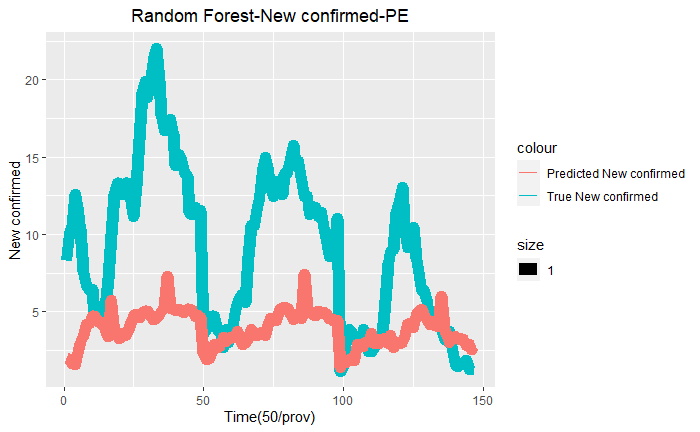 Random Forest-New confirmed-PE
New confirmed
20
15
10
5
0
50
100
150
Time(50/prov)
colour
Predicted New confirmed
True New confirmed
size
1